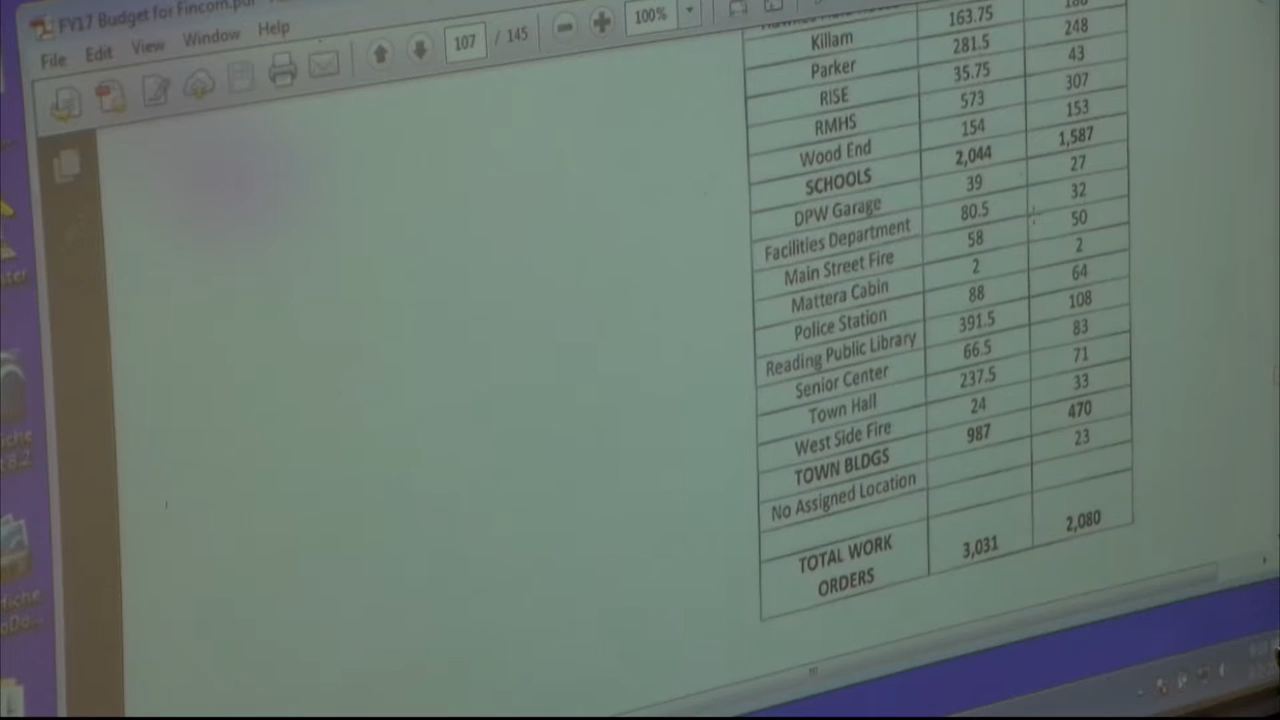 FY17 Budget for Fincom.pdf
File Edit View Window Help
107 / 145 100%
Killam 163.75
Parker 281.5 248
RISE 35.75 43
RMHS 573 307
Wood End 154 153
SCHOOLS 2,044 1,587
DPW Garage 39 27
Facilities Department 80.5 32
Main Street Fire 58 50
Mattera Cabin 2 2
Police Station 88 64
Reading Public Library 391.5 108
Senior Center 66.5 83
Town Hall 237.5 71
West Side Fire 24 33
TOWN BLDGS 987 470
No Assigned Location 23
TOTAL WORK
ORDERS 3,031 2,080